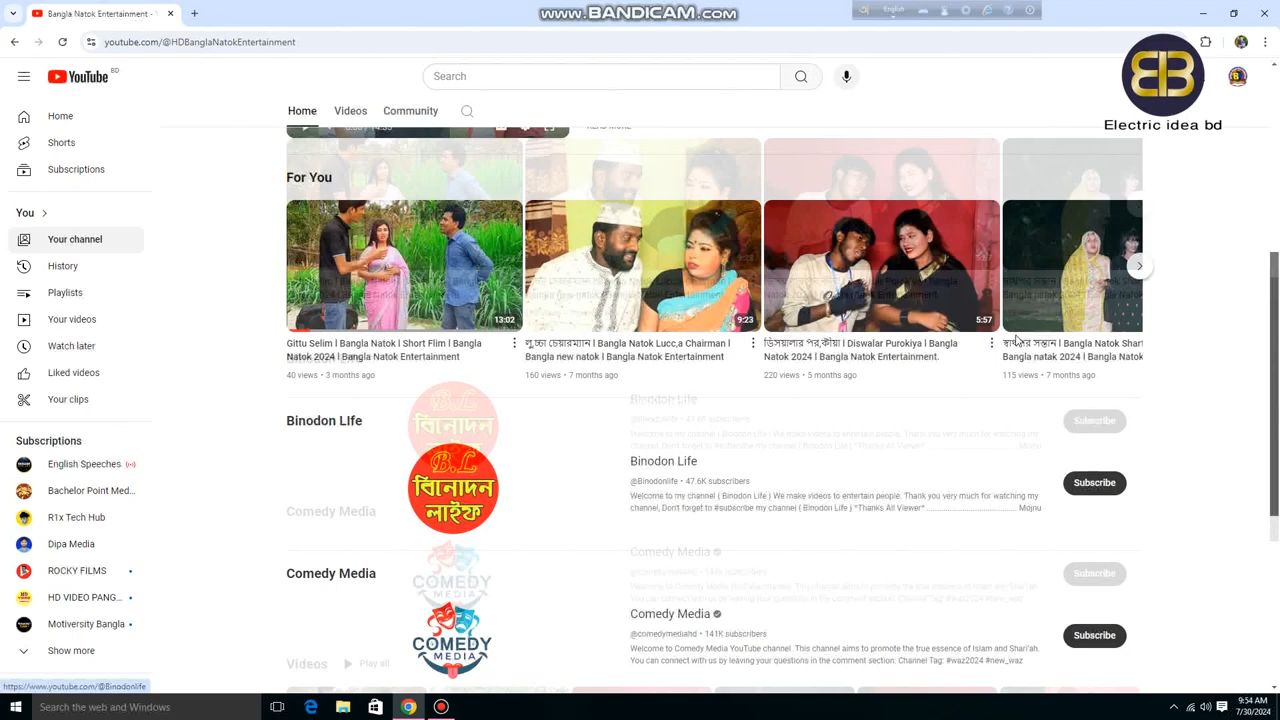 Bangla Natok Entertainment -
WWW.BANDICAM.COM
English
youtube.com/@HDBanglaNatokEntertainment
YouTube BD
Search
Electric idea bd
Home
Videos
Community
Home
Shorts
Subscriptions
You
Your channel
History
Playlists
Your videos
Watch later
Liked videos
Your clips
Subscriptions
English Speeches
Bachelor Point Med...
R1x Tech Hub
Dipa Media
ROCKY FILMS
HD VIDEO PANG...
Motiversity Bangla
Show more
READ MORE
For You
13:02
9:23
5:57
Gittu Selim l Bangla Natok l Short Flim l Bangla
Natok 2024 l Bangla Natok Entertainment
40 views • 3 months ago
লু,চ্চা চেয়ারম্যান l Bangla Natok Lucc,a Chairman l
Bangla new natok l Bangla Natok Entertainment
160 views • 7 months ago
ডিসয়ালার পর,কীয়া l Diswalar Purokiya l Bangla
Natok 2024 l Bangla Natok Entertainment.
220 views • 5 months ago
সন্তান l Bangla Natok Short
Bangla natak 2024 l Bangla Natok
115 views • 7 months ago
Binodon LIfe
B.L
বিনোদন
লাইফ
Binodon Life
@Binodonlife • 47.6K subscribers
Welcome to my channel ( Binodon Life ) We make videos to entertain people. Thank you very much for watching my
channel, Don't forget to #subscribe my channel ( Binodon Life ) *Thanks All Viewer* Mojnu
Subscribe
Comedy Media
COMEDY
MEDIA
Comedy Media
@comedymediahd • 141K subscribers
Welcome to Comedy Media YouTube channel. This channel aims to promote the true essence of Islam and Shari'ah.
You can connect with us by leaving your questions in the comment section: Channel Tag: #waz2024 #new_waz
Subscribe
Videos
Play all
https://www.youtube.com/@Binodonlife
Search the web and Windows
9:54 AM
7/30/2024